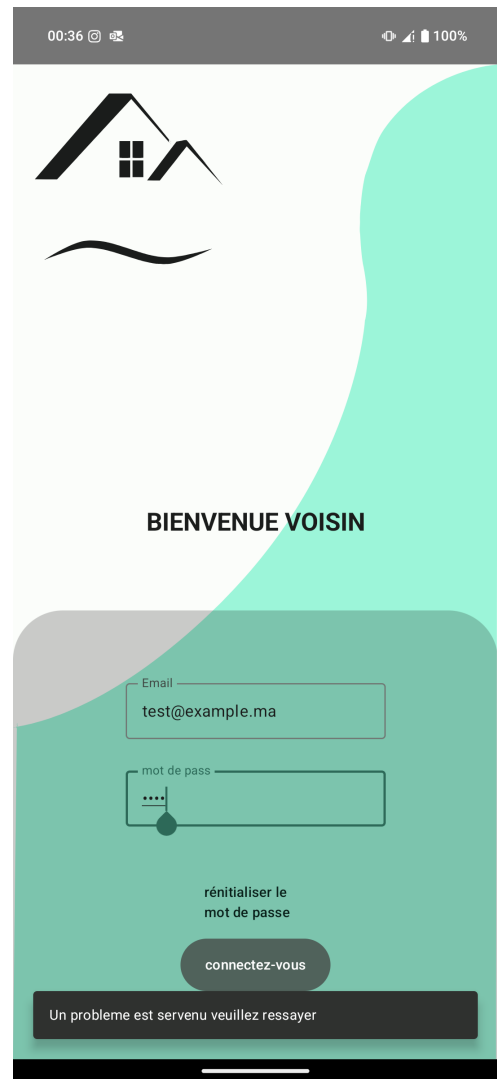 00:36
100%
BIENVENUE VOISIN
Email
test@example.ma
mot de pass
••••
rénitialiser le
mot de passe
connectez-vous
Un probleme est servenu veuillez ressayer